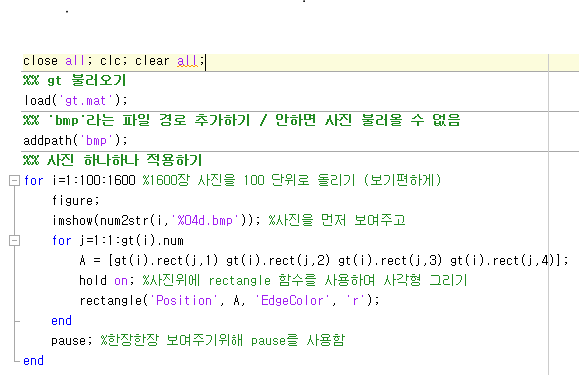 close all; clc; clear all;
%% gt 불러오기
load('gt.mat');
%% 'bmp'라는 파일 경로 추가하기 / 안하면 사진 불러올 수 없음
addpath('bmp');
%% 사진 하나하나 적용하기
for i=1:100:1600 %1600장 사진을 100 단위로 돌리기 (보기편하게)
figure;
imshow(num2str(i,'%04d.bmp')); %사진을 먼저 보여주고
for j=1:1:gt(i).num
A = [gt(i).rect(j,1) gt(i).rect(j,2) gt(i).rect(j,3) gt(i).rect(j,4)];
hold on; %사진위에 rectangle 함수를 사용하여 사각형 그리기
rectangle('Position', A, 'EdgeColor', 'r');
end
pause; %한장한장 보여주기위해 pause를 사용함
end